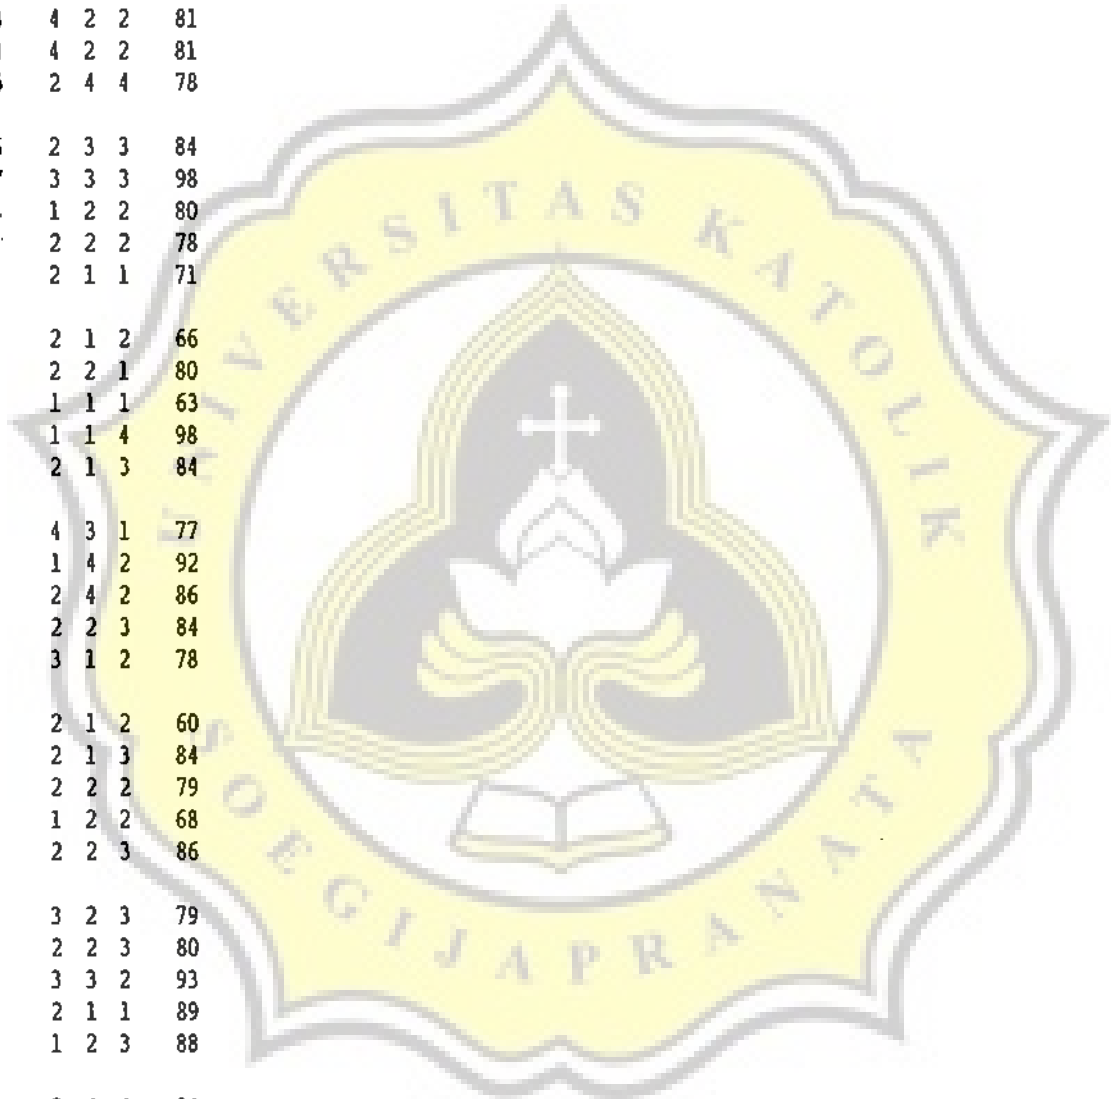 4 2 2 81
4 2 2 81
2 4 4 78
2 3 3 84
3 3 3 98
1 2 2 80
2 2 2 78
2 1 1 71
2 1 2 66
2 2 1 80
1 1 1 63
1 1 4 98
2 1 3 84
4 3 1 77
1 4 2 92
2 4 2 86
2 2 3 84
3 1 2 78
2 1 2 60
2 1 3 84
2 2 2 79
1 2 2 68
2 2 3 86
3 2 3 79
2 2 3 80
3 3 2 93
2 1 1 89
1 2 3 88
UNIVERSITAS KATOLIK
SOEGIJAPRANATA